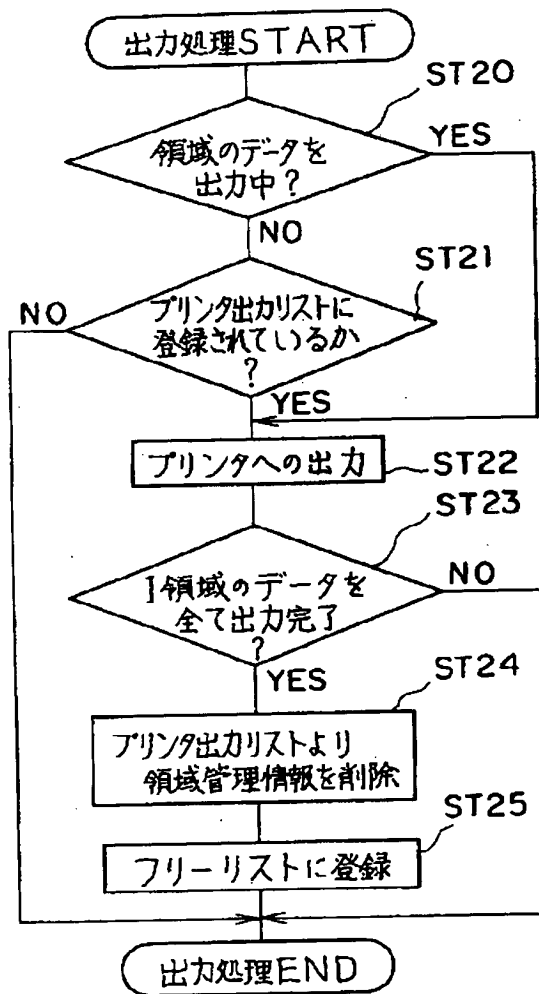 出力処理START
ST20
領域のデータを
出力中?
YES
NO
ST21
プリンタ出力リストに
登録されているか
?
NO
YES
プリンタへの出力
ST22
ST23
1領域のデータを
全て出力完了
?
NO
YES
ST24
プリンタ出力リストより
領域管理情報を削除
ST25
フリーリストに登録
出力処理END